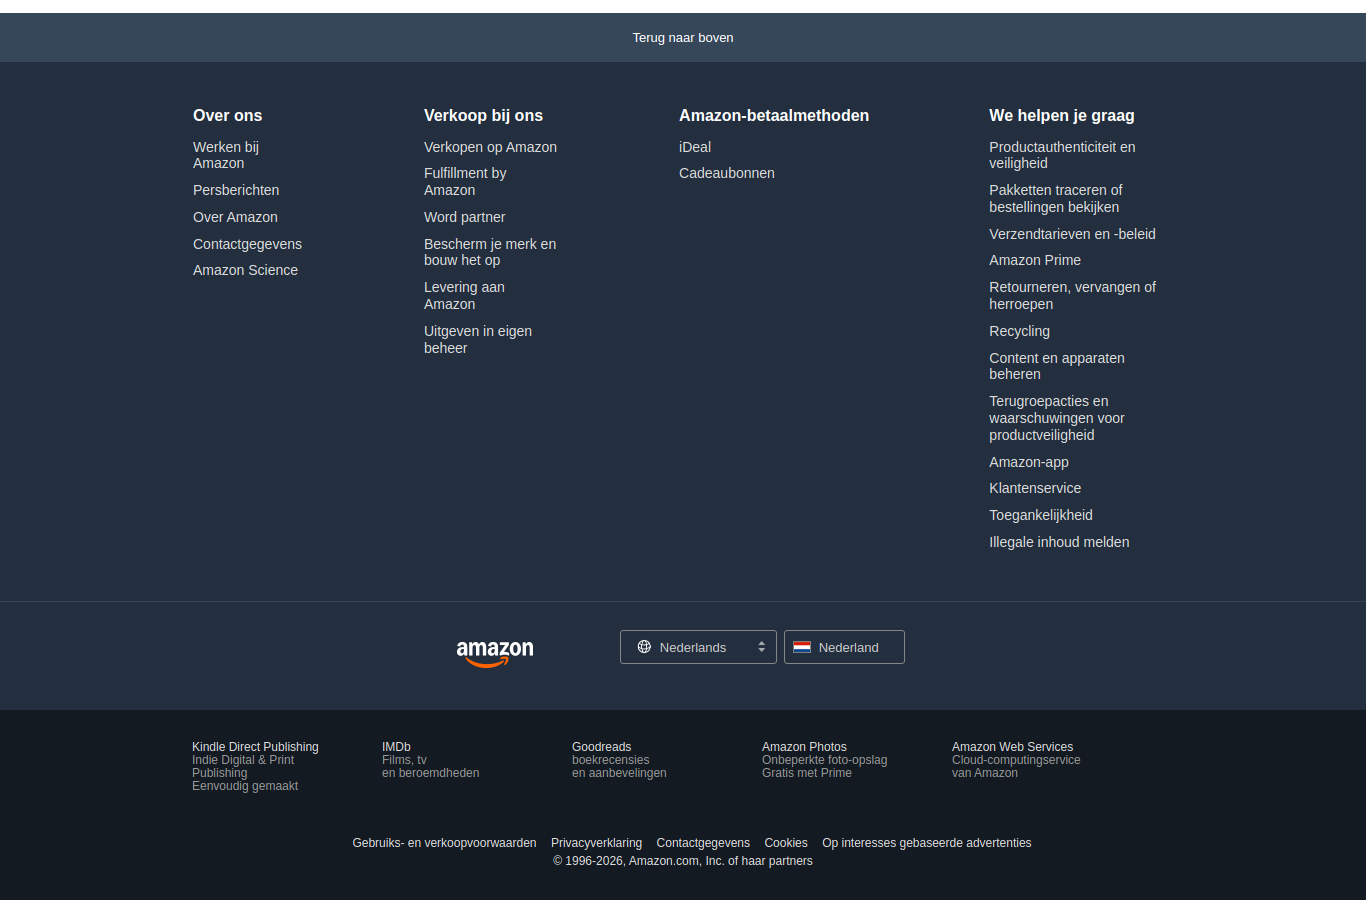 Terug naar boven
Over ons
Werken bij
Amazon
Persberichten
Over Amazon
Contactgegevens
Amazon Science
Verkoop bij ons
Verkopen op Amazon
Fulfillment by
Amazon
Word partner
Bescherm je merk en
bouw het op
Levering aan
Amazon
Uitgeven in eigen
beheer
Amazon-betaalmethoden
iDeal
Cadeaubonnen
We helpen je graag
Productauthenticiteit en
veiligheid
Pakketten traceren of
bestellingen bekijken
Verzendtarieven en -beleid
Amazon Prime
Retourneren, vervangen of
herroepen
Recycling
Content en apparaten
beheren
Terugroepacties en
waarschuwingen voor
productveiligheid
Amazon-app
Klantenservice
Toegankelijkheid
Illegale inhoud melden
amazon
Nederlands
Nederland
Kindle Direct Publishing
Indie Digital & Print
Publishing
Eenvoudig gemaakt
IMDb
Films, tv
en beroemdheden
Goodreads
boekrecensies
en aanbevelingen
Amazon Photos
Onbeperkte foto-opslag
Gratis met Prime
Amazon Web Services
Cloud-computingservice
van Amazon
Gebruiks- en verkoopvoorwaarden Privacyverklaring Contactgegevens Cookies Op interesses gebaseerde advertenties
© 1996-2026, Amazon.com, Inc. of haar partners